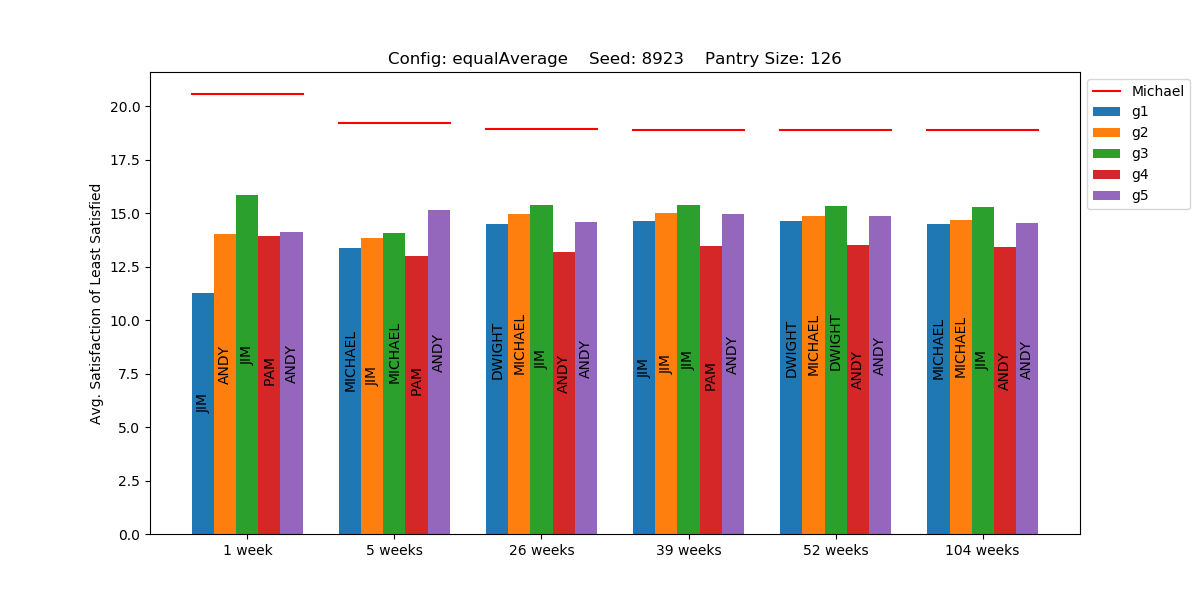 Config: equalAverage    Seed: 8923    Pantry Size: 126
Avg. Satisfaction of Least Satisfied
20.0
17.5
15.0
12.5
10.0
7.5
5.0
2.5
0.0
JIM
ANDY
JIM
PAM
ANDY
MICHAEL
JIM
MICHAEL
PAM
ANDY
DWIGHT
MICHAEL
JIM
ANDY
ANDY
JIM
JIM
JIM
PAM
ANDY
DWIGHT
MICHAEL
DWIGHT
ANDY
ANDY
MICHAEL
MICHAEL
JIM
ANDY
ANDY
1 week
5 weeks
26 weeks
39 weeks
52 weeks
104 weeks
Michael
g1
g2
g3
g4
g5